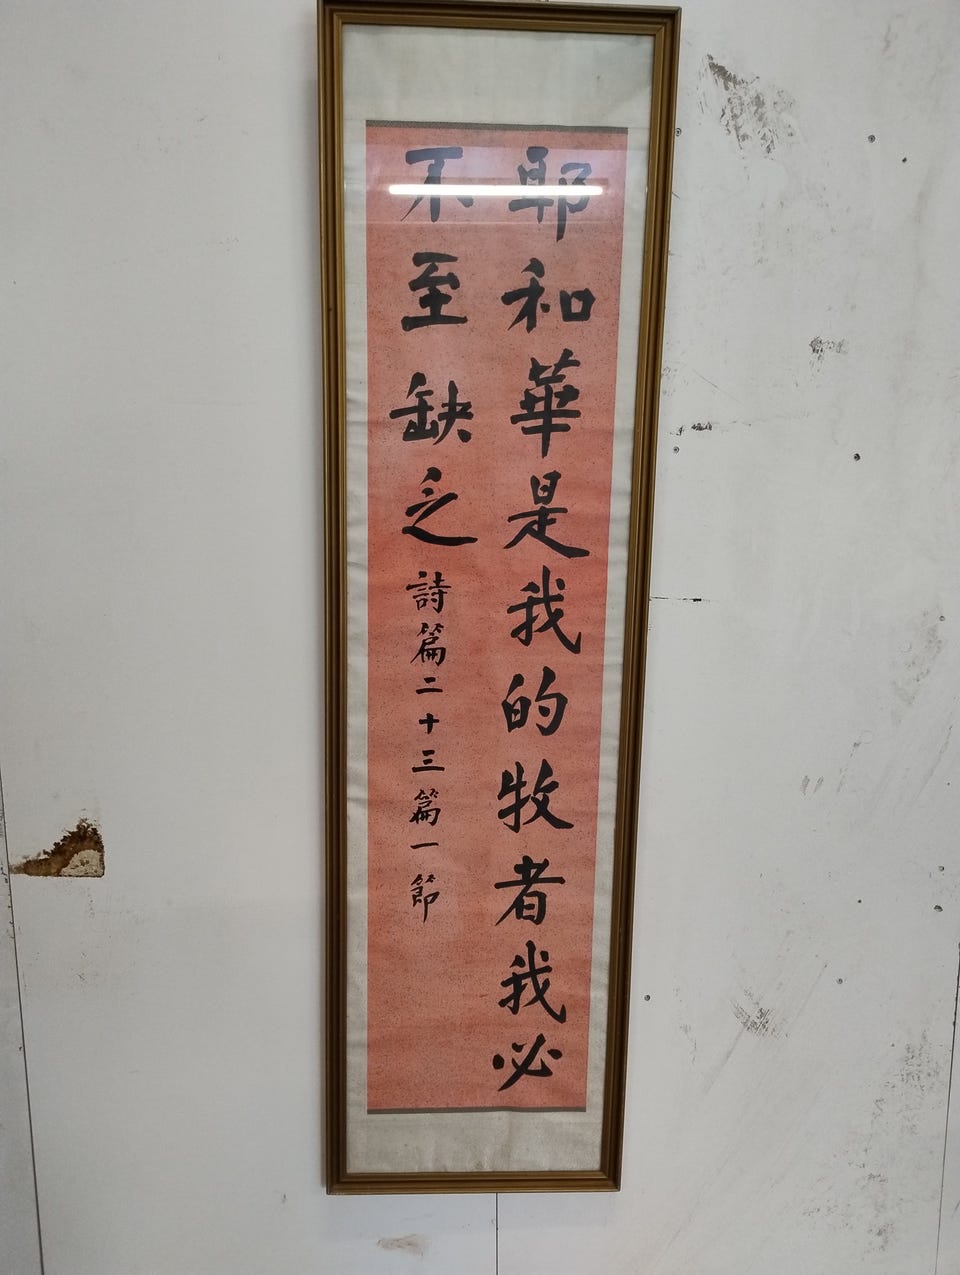 耶和華是我的牧者我必
不至缺乏 詩篇二十三篇一節